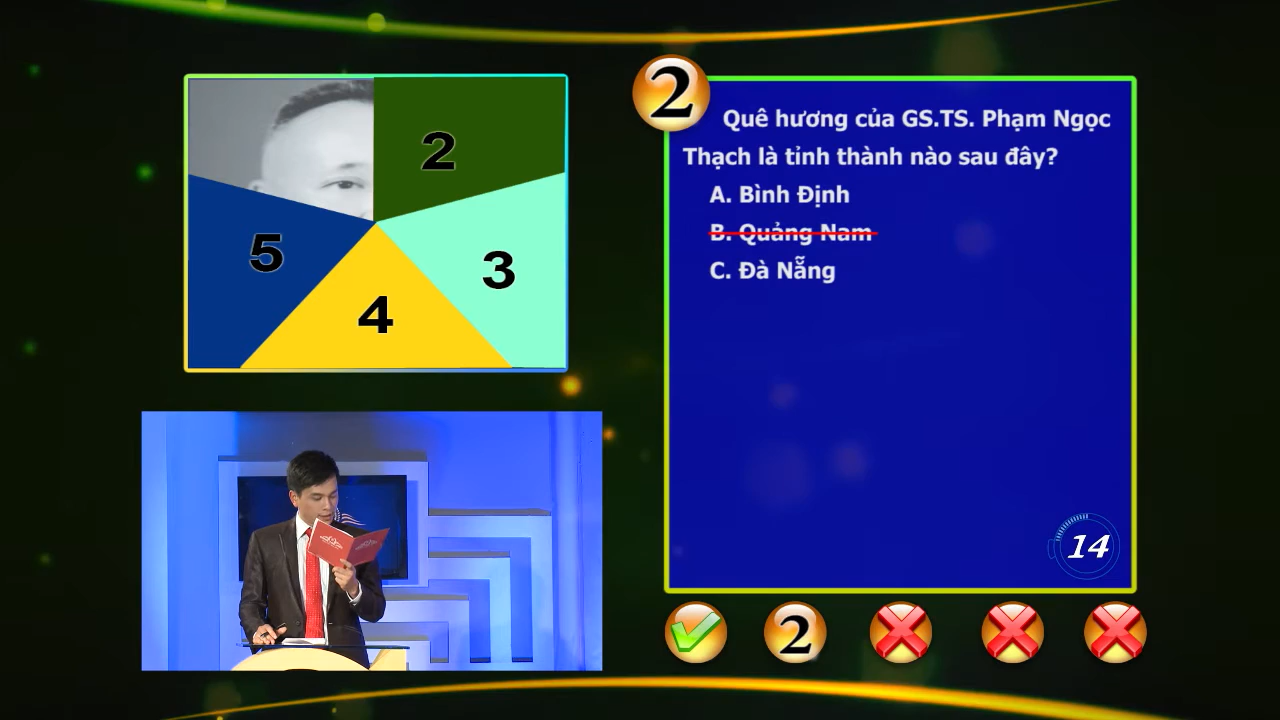 2
3
4
5
2
Quê hương của GS.TS. Phạm Ngọc
Thạch là tỉnh thành nào sau đây?
A. Bình Định
B. Quảng Nam
C. Đà Nẵng
14
2